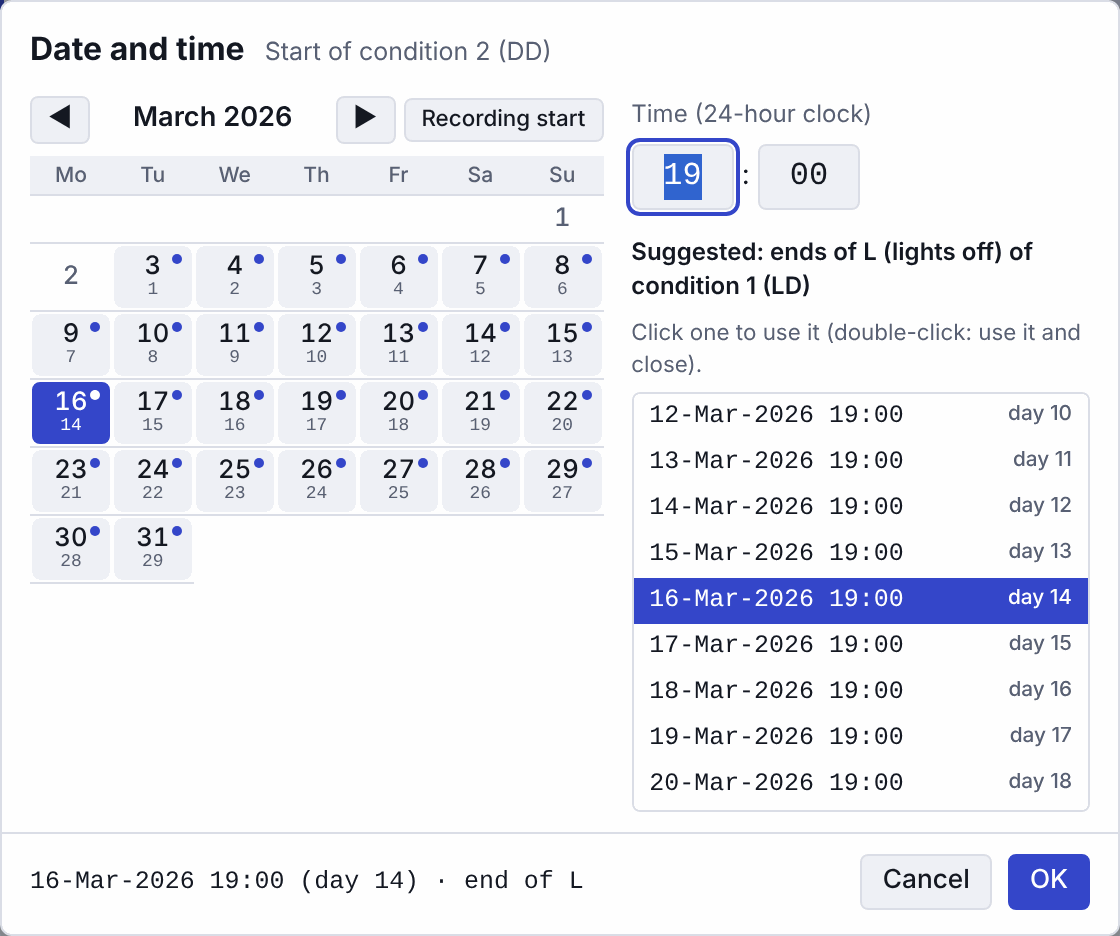 Date and time Start of condition 2 (DD)
◀ March 2026 ▶ Recording start
Mo Tu We Th Fr Sa Su
1
2 3 4 5 6 7 8
1 2 3 4 5 6
9 10 11 12 13 14 15
7 8 9 10 11 12 13
16 17 18 19 20 21 22
14 15 16 17 18 19 20
23 24 25 26 27 28 29
21 22 23 24 25 26 27
30 31
28 29
Time (24-hour clock)
19 : 00
Suggested: ends of L (lights off) of
condition 1 (LD)
Click one to use it (double-click: use it and
close).
12-Mar-2026 19:00 day 10
13-Mar-2026 19:00 day 11
14-Mar-2026 19:00 day 12
15-Mar-2026 19:00 day 13
16-Mar-2026 19:00 day 14
17-Mar-2026 19:00 day 15
18-Mar-2026 19:00 day 16
19-Mar-2026 19:00 day 17
20-Mar-2026 19:00 day 18
16-Mar-2026 19:00 (day 14) · end of L
Cancel OK